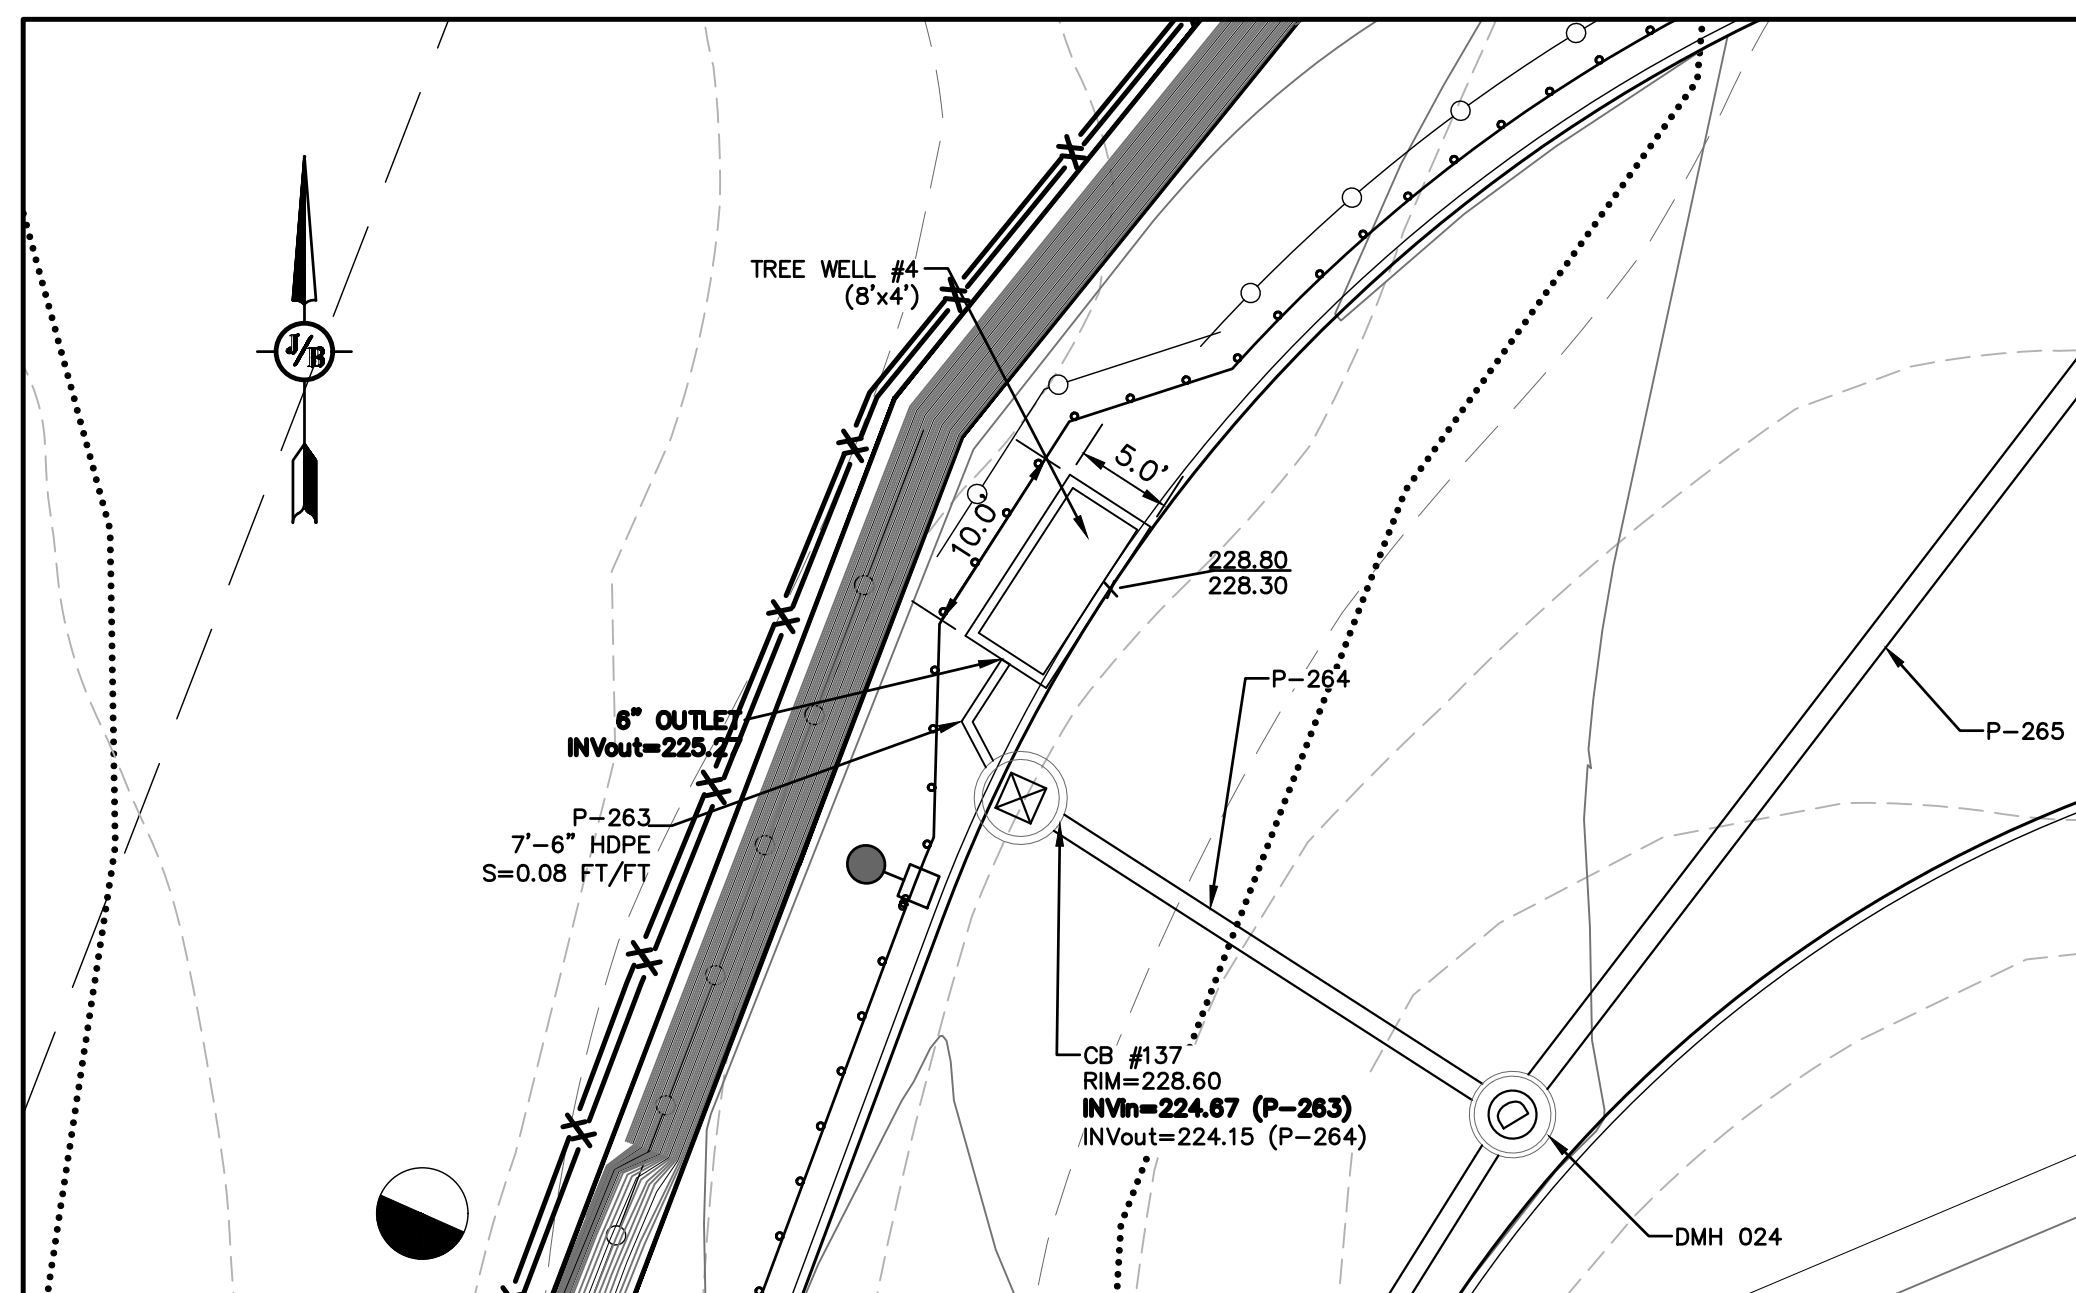 J/B
TREE WELL #4
(8'x4')
5.0'
10.0'
228.80
228.30
P-264
P-265
6" OUTLET
INVout=225.27
P-263
7'-6" HDPE
S=0.08 FT/FT
CB #137
RIM=228.60
INVin=224.67 (P-263)
INVout=224.15 (P-264)
D
DMH 024